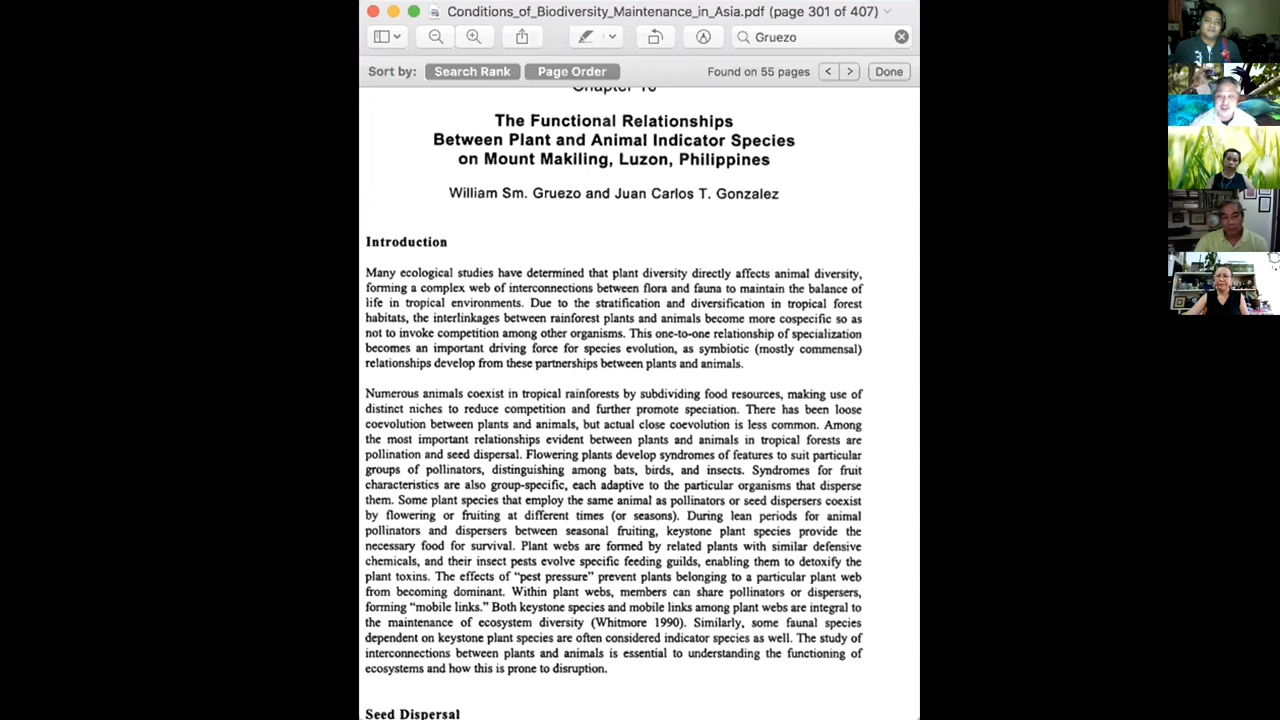 Conditions_of_Biodiversity_Maintenance_in_Asia.pdf (page 301 of 407)
Gruezo
Sort by: Search Rank Page Order Found on 55 pages < > Done
Chapter 16
The Functional Relationships
Between Plant and Animal Indicator Species
on Mount Makiling, Luzon, Philippines
William Sm. Gruezo and Juan Carlos T. Gonzalez
Introduction
Many ecological studies have determined that plant diversity directly affects animal diversity,
forming a complex web of interconnections between flora and fauna to maintain the balance of
life in tropical environments. Due to the stratification and diversification in tropical forest
habitats, the interlinkages between rainforest plants and animals become more cospecific so as
not to invoke competition among other organisms. This one-to-one relationship of specialization
becomes an important driving force for species evolution, as symbiotic (mostly commensal)
relationships develop from these partnerships between plants and animals.
Numerous animals coexist in tropical rainforests by subdividing food resources, making use of
distinct niches to reduce competition and further promote speciation. There has been loose
coevolution between plants and animals, but actual close coevolution is less common. Among
the most important relationships evident between plants and animals in tropical forests are
pollination and seed dispersal. Flowering plants develop syndromes of features to suit particular
groups of pollinators, distinguishing among bats, birds, and insects. Syndromes for fruit
characteristics are also group-specific, each adaptive to the particular organisms that disperse
them. Some plant species that employ the same animal as pollinators or seed dispersers coexist
by flowering or fruiting at different times (or seasons). During lean periods for animal
pollinators and dispersers between seasonal fruiting, keystone plant species provide the
necessary food for survival. Plant webs are formed by related plants with similar defensive
chemicals, and their insect pests evolve specific feeding guilds, enabling them to detoxify the
plant toxins. The effects of “pest pressure” prevent plants belonging to a particular plant web
from becoming dominant. Within plant webs, members can share pollinators or dispersers,
forming “mobile links.” Both keystone species and mobile links among plant webs are integral to
the maintenance of ecosystem diversity (Whitmore 1990). Similarly, some faunal species
dependent on keystone plant species are often considered indicator species as well. The study of
interconnections between plants and animals is essential to understanding the functioning of
ecosystems and how this is prone to disruption.
Seed Dispersal